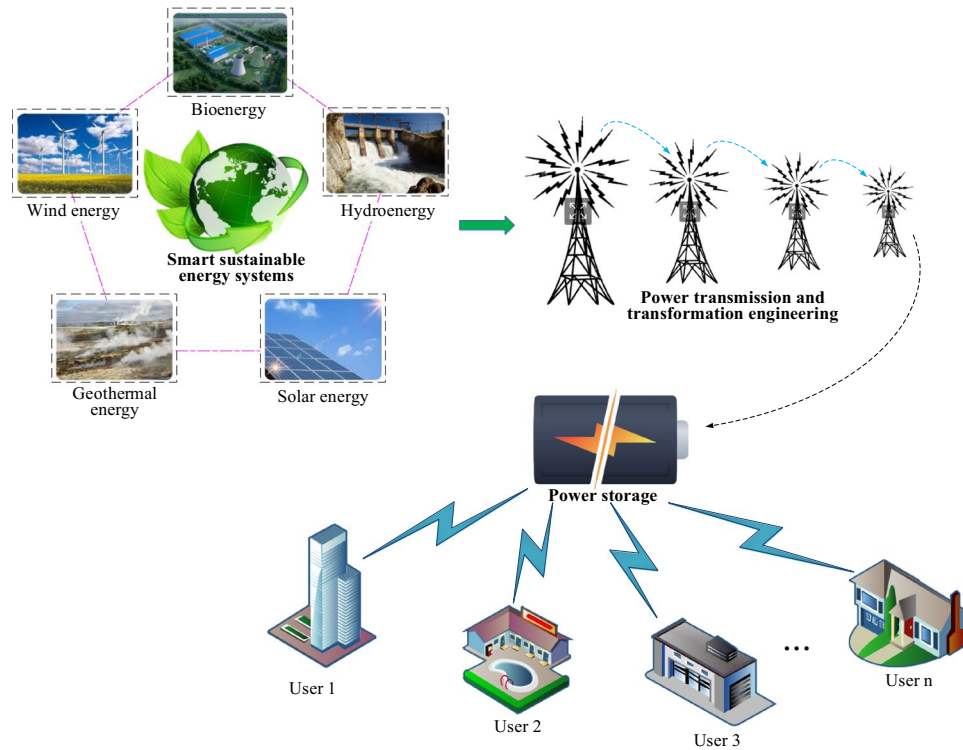 Bioenergy
Wind energy
Hydroenergy
Smart sustainable
energy systems
Geothermal
energy
Solar energy
Power transmission and
transformation engineering
Power storage
User 1
User 2
User 3
...
User n